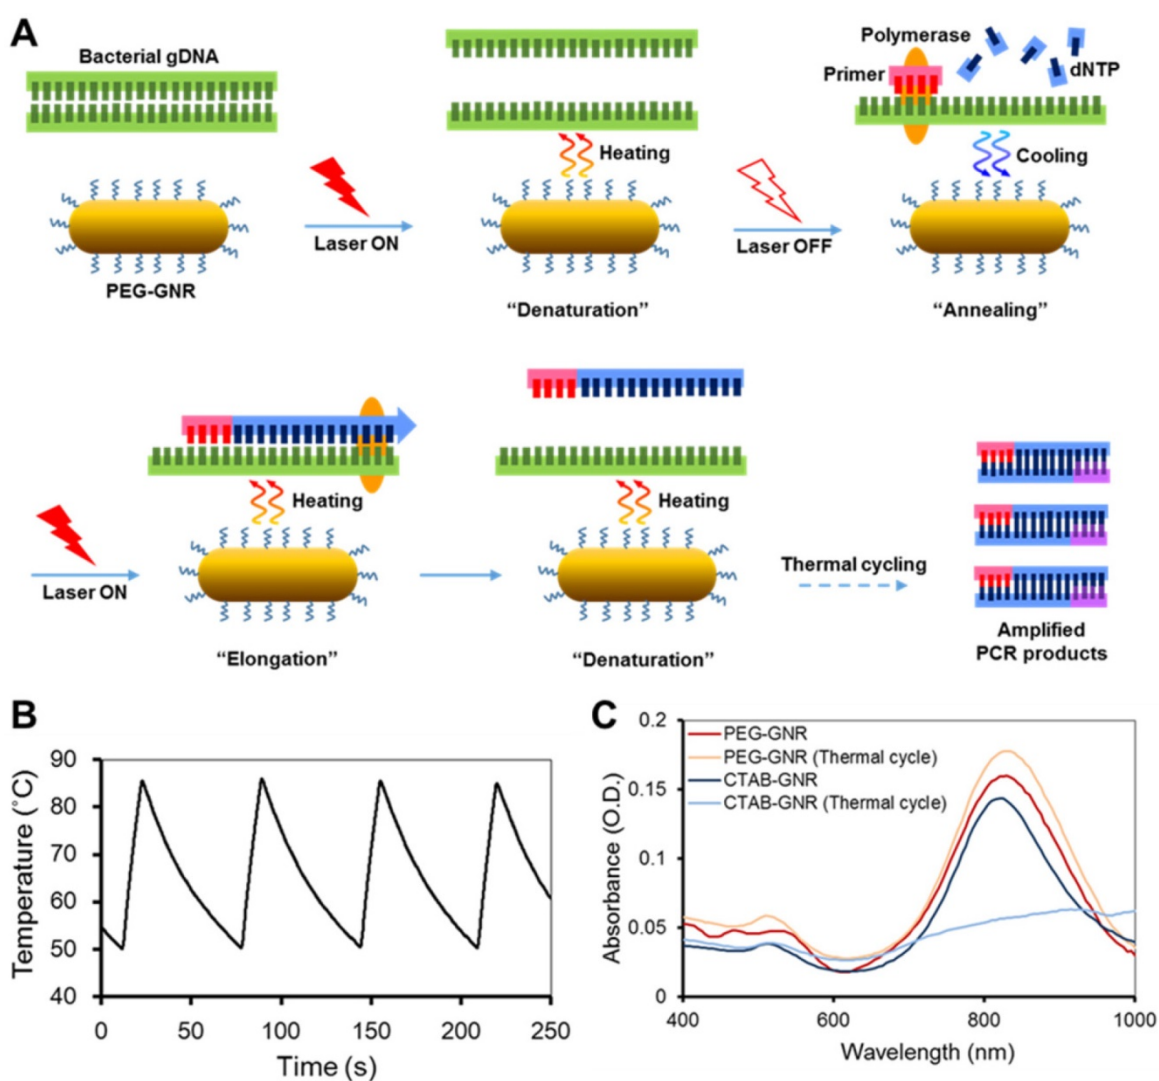 A
Bacterial gDNA
PEG-GNR
Laser ON
Heating
“Denaturation”
Laser OFF
Polymerase
Primer
dNTP
Cooling
“Annealing”
Laser ON
Heating
“Elongation”
Heating
“Denaturation”
Thermal cycling
Amplified
PCR products
B
90
80
70
60
50
40
0
50
100
150
200
250
Temperature (˚C)
Time (s)
C
0.2
0.15
0.1
0.05
0
400
600
800
1000
Absorbance (O.D.)
Wavelength (nm)
PEG-GNR
PEG-GNR (Thermal cycle)
CTAB-GNR
CTAB-GNR (Thermal cycle)